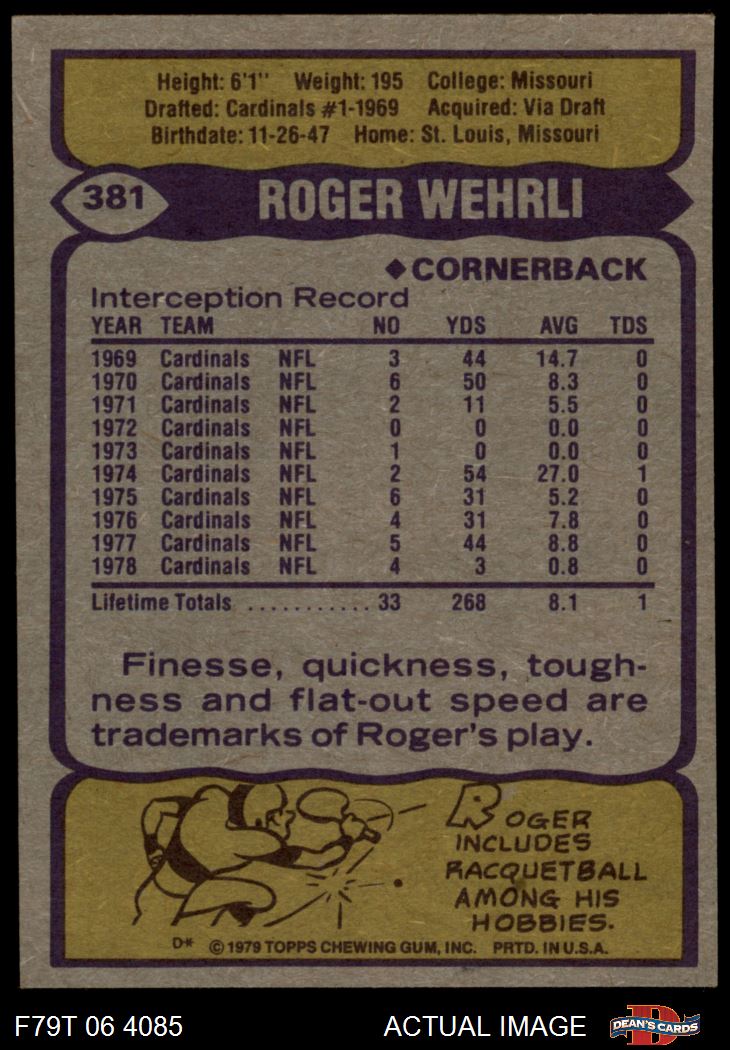 Height: 6'1" Weight: 195 College: Missouri
Drafted: Cardinals #1-1969 Acquired: Via Draft
Birthdate: 11-26-47 Home: St. Louis, Missouri
381 ROGER WEHRLI
◆CORNERBACK
Interception Record
YEAR TEAM NO YDS AVG TDS
1969 Cardinals NFL 3 44 14.7 0
1970 Cardinals NFL 6 50 8.3 0
1971 Cardinals NFL 2 11 5.5 0
1972 Cardinals NFL 0 0 0.0 0
1973 Cardinals NFL 1 0 0.0 0
1974 Cardinals NFL 2 54 27.0 1
1975 Cardinals NFL 6 31 5.2 0
1976 Cardinals NFL 4 31 7.8 0
1977 Cardinals NFL 5 44 8.8 0
1978 Cardinals NFL 4 3 0.8 0
Lifetime Totals ........... 33 268 8.1 1
Finesse, quickness, tough-
ness and flat-out speed are
trademarks of Roger's play.
ROGER
INCLUDES
RACQUETBALL
AMONG HIS
HOBBIES.
D* © 1979 TOPPS CHEWING GUM, INC. PRTD. IN U.S.A.
F79T 06 4085 ACTUAL IMAGE D DEAN'S CARDS